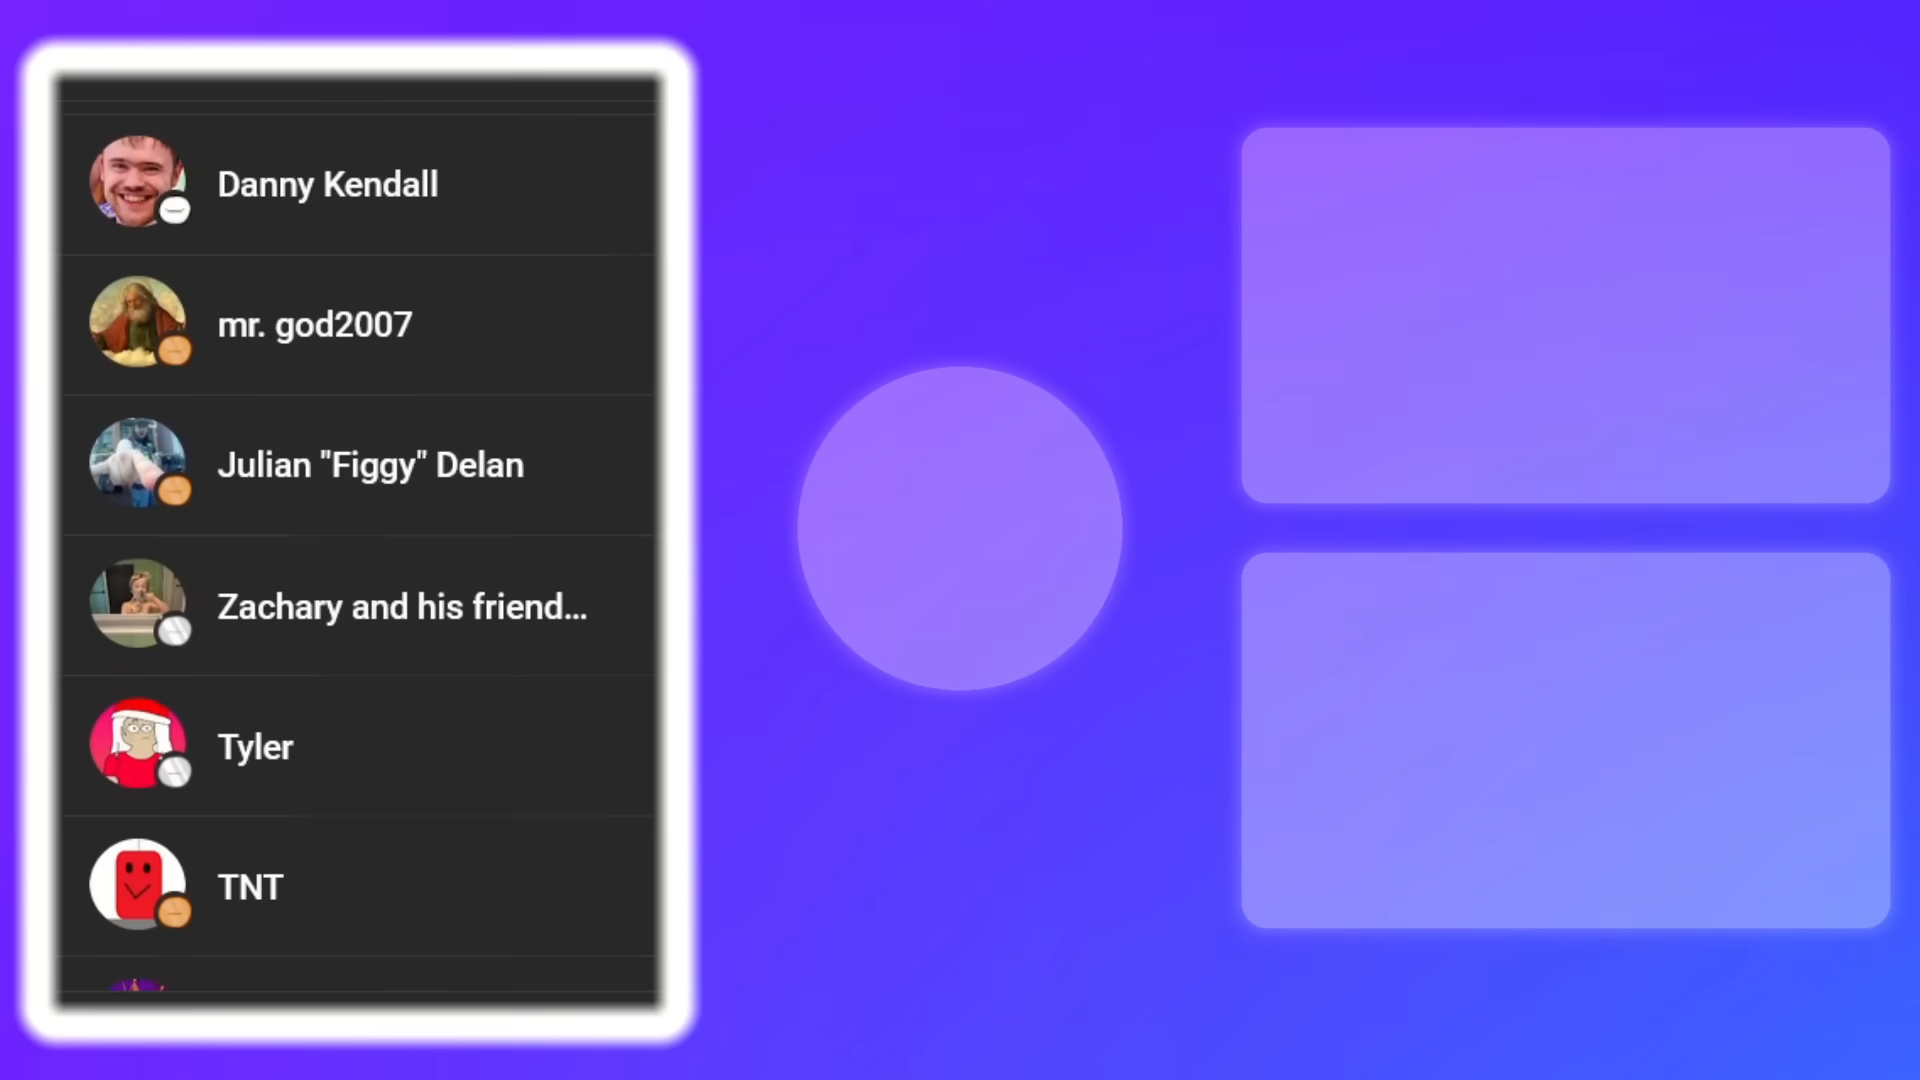 Danny Kendall
mr. god2007
Julian "Figgy" Delan
Zachary and his friend...
Tyler
TNT